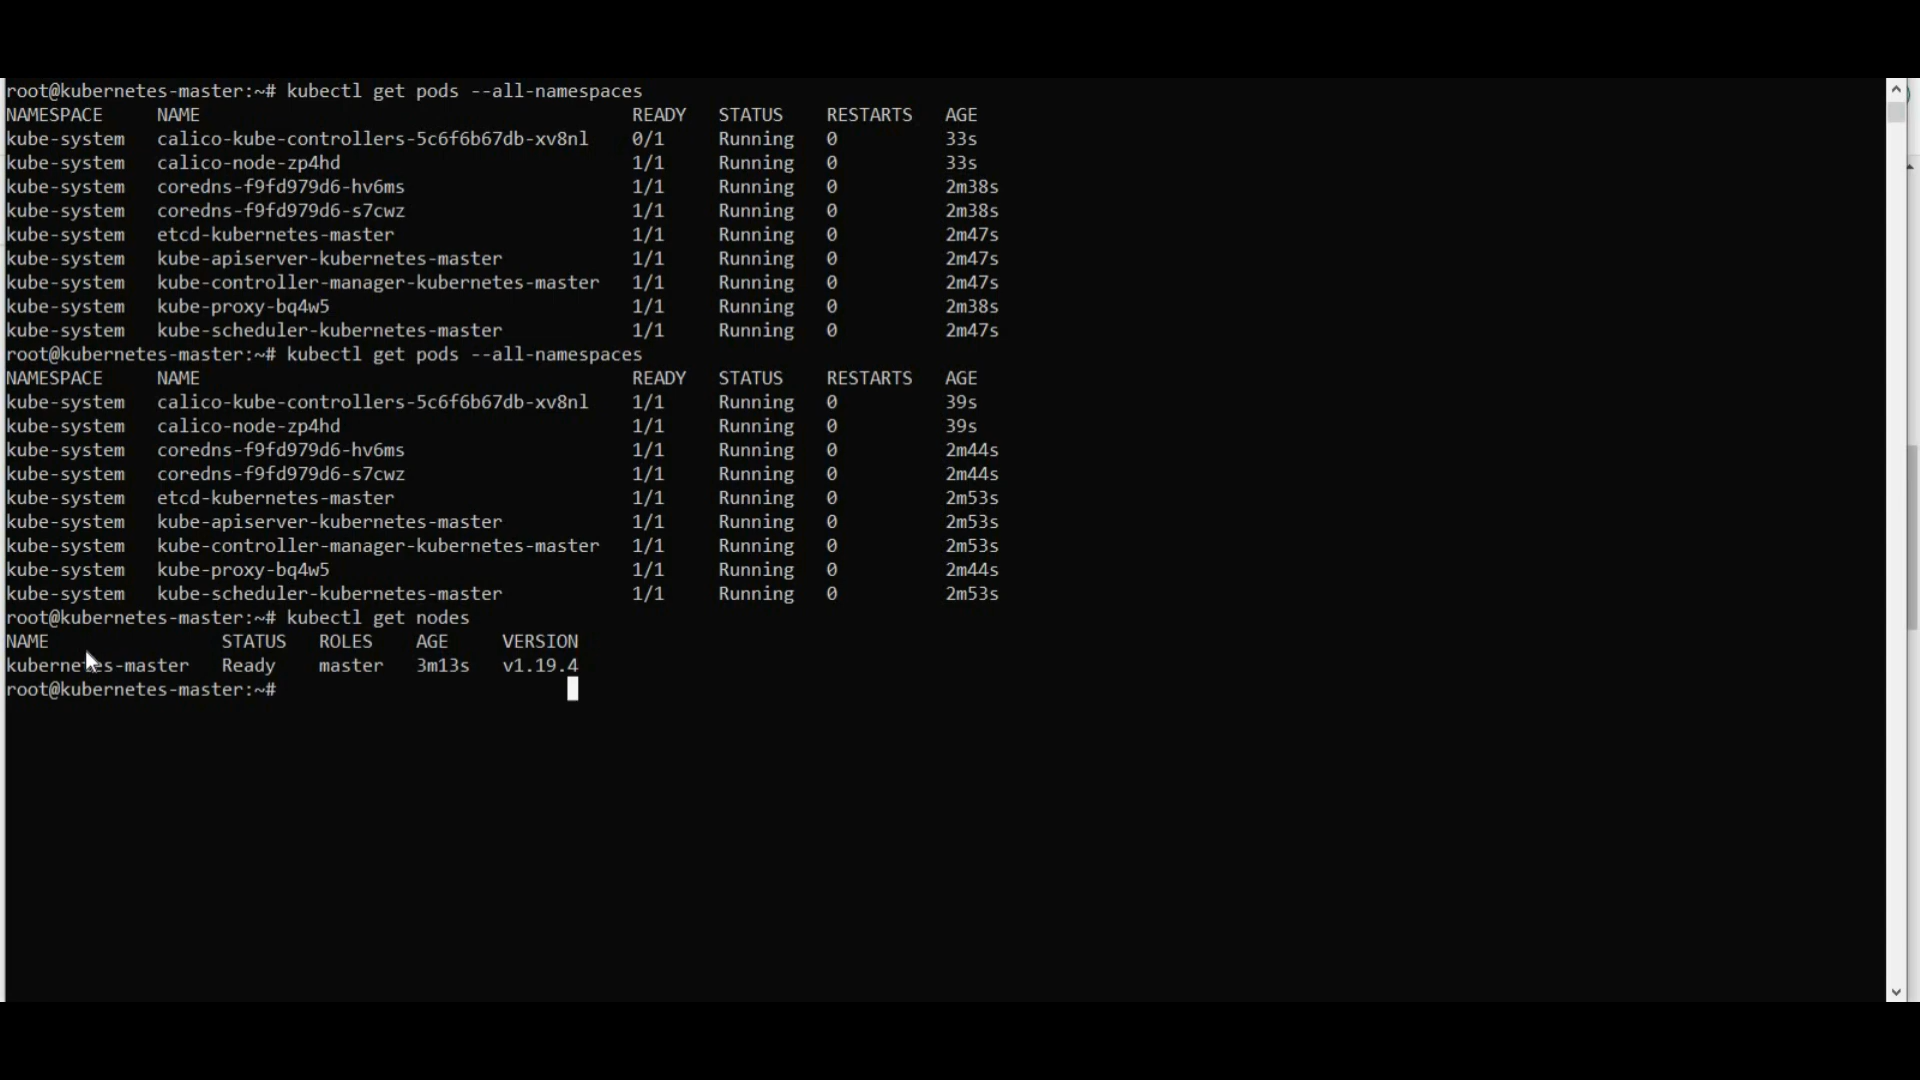 root@kubernetes-master:~# kubectl get pods --all-namespaces
NAMESPACE     NAME                                        READY   STATUS    RESTARTS   AGE
kube-system   calico-kube-controllers-5c6f6b67db-xv8nl    0/1     Running   0          33s
kube-system   calico-node-zp4hd                           1/1     Running   0          33s
kube-system   coredns-f9fd979d6-hv6ms                     1/1     Running   0          2m38s
kube-system   coredns-f9fd979d6-s7cwz                     1/1     Running   0          2m38s
kube-system   etcd-kubernetes-master                      1/1     Running   0          2m47s
kube-system   kube-apiserver-kubernetes-master            1/1     Running   0          2m47s
kube-system   kube-controller-manager-kubernetes-master   1/1     Running   0          2m47s
kube-system   kube-proxy-bq4w5                            1/1     Running   0          2m38s
kube-system   kube-scheduler-kubernetes-master            1/1     Running   0          2m47s
root@kubernetes-master:~# kubectl get pods --all-namespaces
NAMESPACE     NAME                                        READY   STATUS    RESTARTS   AGE
kube-system   calico-kube-controllers-5c6f6b67db-xv8nl    1/1     Running   0          39s
kube-system   calico-node-zp4hd                           1/1     Running   0          39s
kube-system   coredns-f9fd979d6-hv6ms                     1/1     Running   0          2m44s
kube-system   coredns-f9fd979d6-s7cwz                     1/1     Running   0          2m44s
kube-system   etcd-kubernetes-master                      1/1     Running   0          2m53s
kube-system   kube-apiserver-kubernetes-master            1/1     Running   0          2m53s
kube-system   kube-controller-manager-kubernetes-master   1/1     Running   0          2m53s
kube-system   kube-proxy-bq4w5                            1/1     Running   0          2m44s
kube-system   kube-scheduler-kubernetes-master            1/1     Running   0          2m53s
root@kubernetes-master:~# kubectl get nodes
NAME                STATUS   ROLES    AGE     VERSION
kubernetes-master   Ready    master   3m13s   v1.19.4
root@kubernetes-master:~#